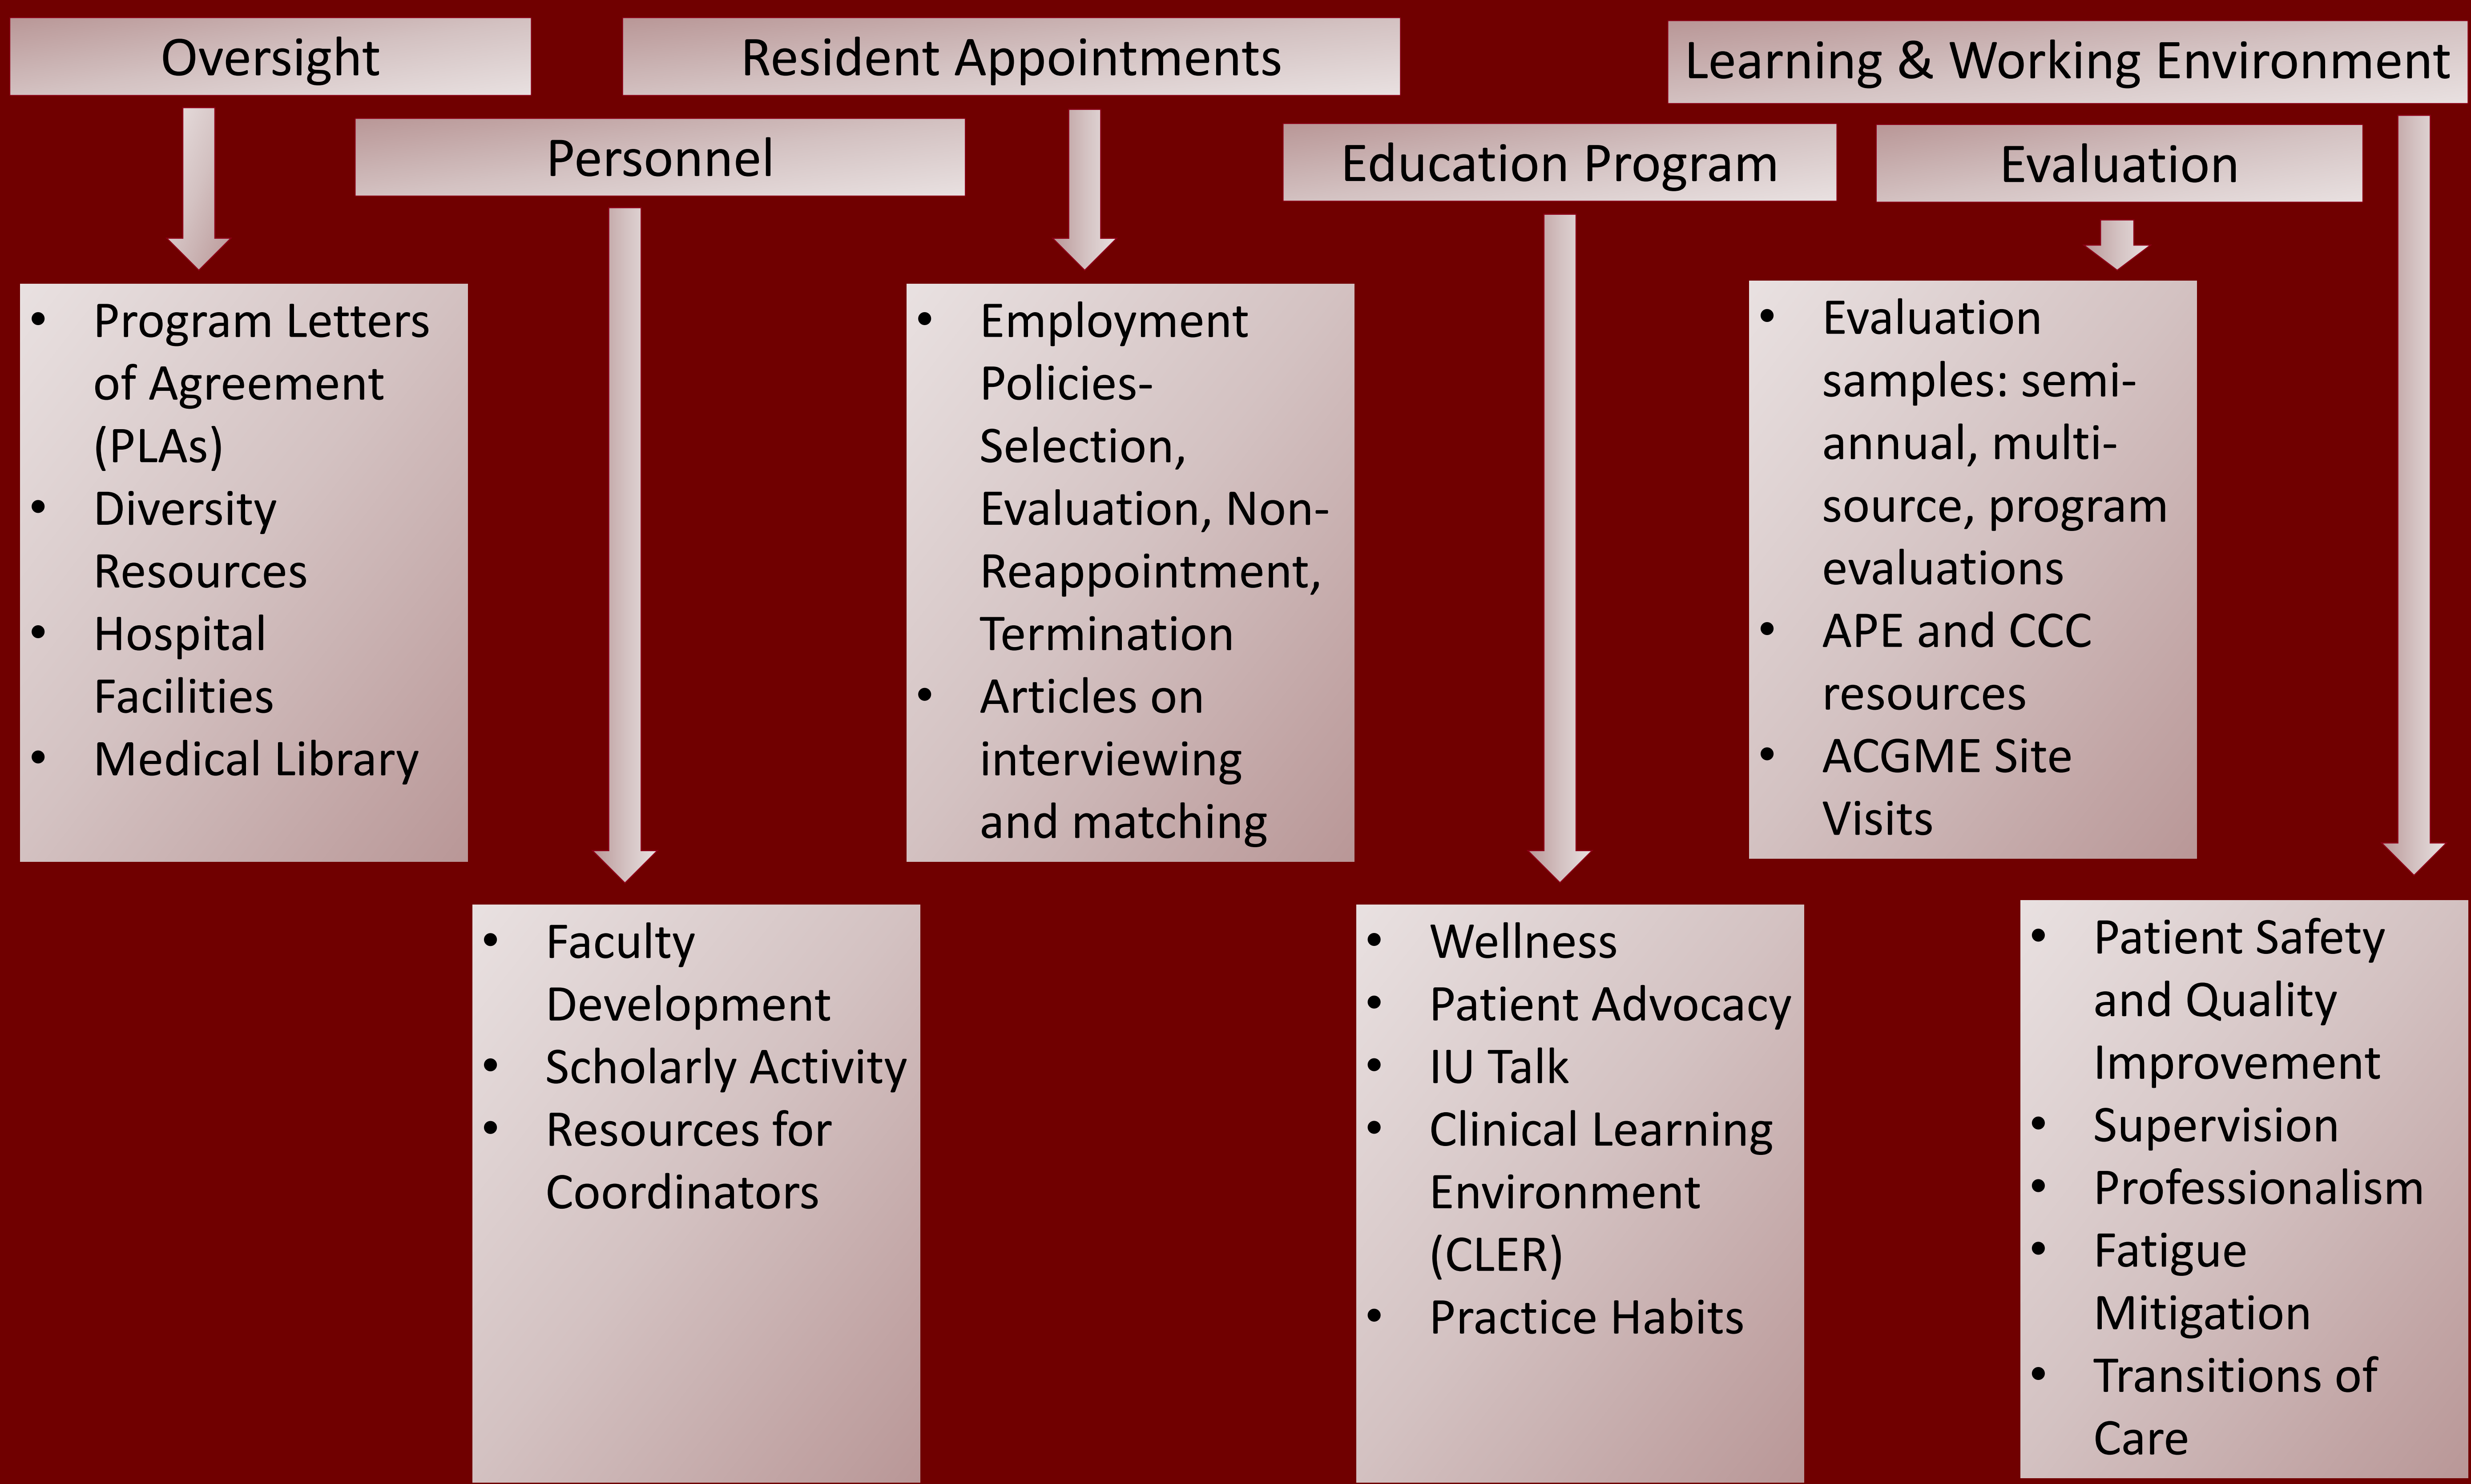 Oversight
Resident Appointments
Learning & Working Environment
Personnel
Education Program
Evaluation
• Program Letters
of Agreement
(PLAs)
• Diversity
Resources
• Hospital
Facilities
• Medical Library
• Employment
Policies-
Selection,
Evaluation, Non-
Reappointment,
Termination
• Articles on
interviewing
and matching
• Evaluation
samples: semi-
annual, multi-
source, program
evaluations
• APE and CCC
resources
• ACGME Site
Visits
• Faculty
Development
• Scholarly Activity
• Resources for
Coordinators
• Wellness
• Patient Advocacy
• IU Talk
• Clinical Learning
Environment
(CLER)
• Practice Habits
• Patient Safety
and Quality
Improvement
• Supervision
• Professionalism
• Fatigue
Mitigation
• Transitions of
Care